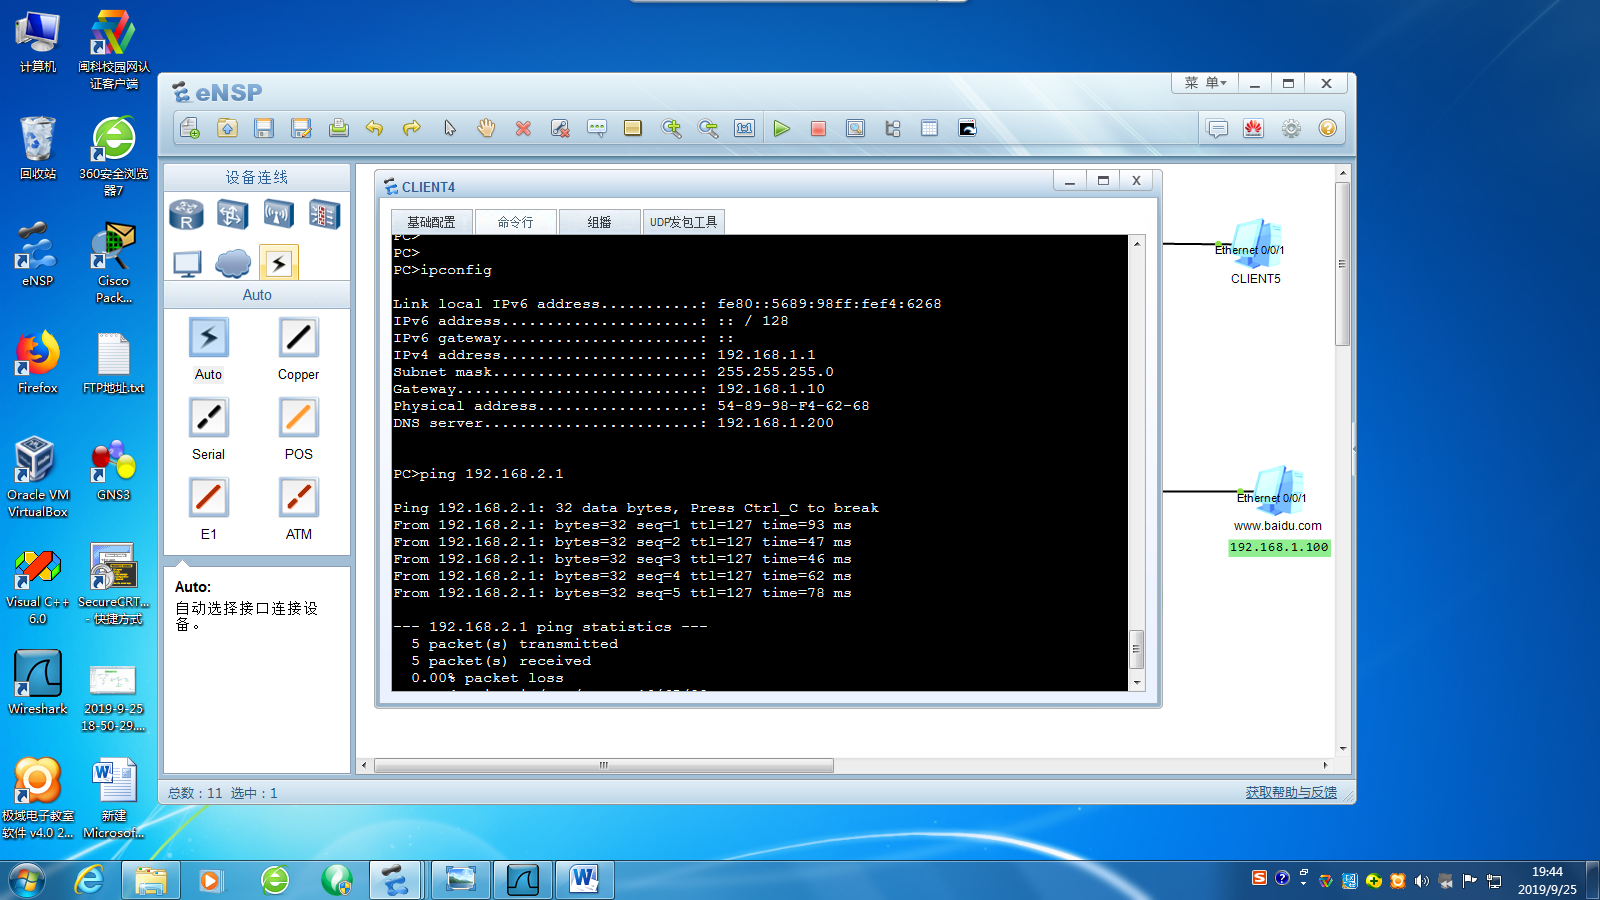 计算机
闽科校园网认
证客户端
回收站
360安全浏览
器7
eNSP
Cisco
Pack...
Firefox
FTP地址.txt
Oracle VM
VirtualBox
GNS3
Visual C++
6.0
SecureCRT...
- 快捷方式
Wireshark
2019-9-25
18-50-29....
极域电子教室
软件 v4.0 2...
新建
Microsof...
eNSP
菜 单
设备连线
Auto
Auto
Copper
Serial
POS
E1
ATM
Auto:
自动选择接口连接设
备。
CLIENT4
基础配置
命令行
组播
UDP发包工具
PC>
PC>
PC>ipconfig
Link local IPv6 address...........: fe80::5689:98ff:fef4:6268
IPv6 address......................: :: / 128
IPv6 gateway......................: ::
IPv4 address......................: 192.168.1.1
Subnet mask.......................: 255.255.255.0
Gateway...........................: 192.168.1.10
Physical address..................: 54-89-98-F4-62-68
DNS server........................: 192.168.1.200
PC>ping 192.168.2.1
Ping 192.168.2.1: 32 data bytes, Press Ctrl_C to break
From 192.168.2.1: bytes=32 seq=1 ttl=127 time=93 ms
From 192.168.2.1: bytes=32 seq=2 ttl=127 time=47 ms
From 192.168.2.1: bytes=32 seq=3 ttl=127 time=46 ms
From 192.168.2.1: bytes=32 seq=4 ttl=127 time=62 ms
From 192.168.2.1: bytes=32 seq=5 ttl=127 time=78 ms
--- 192.168.2.1 ping statistics ---
5 packet(s) transmitted
5 packet(s) received
0.00% packet loss
Ethernet 0/0/1
CLIENT5
Ethernet 0/0/1
www.baidu.com
192.168.1.100
总数：11 选中：1
获取帮助与反馈
19:44
2019/9/25